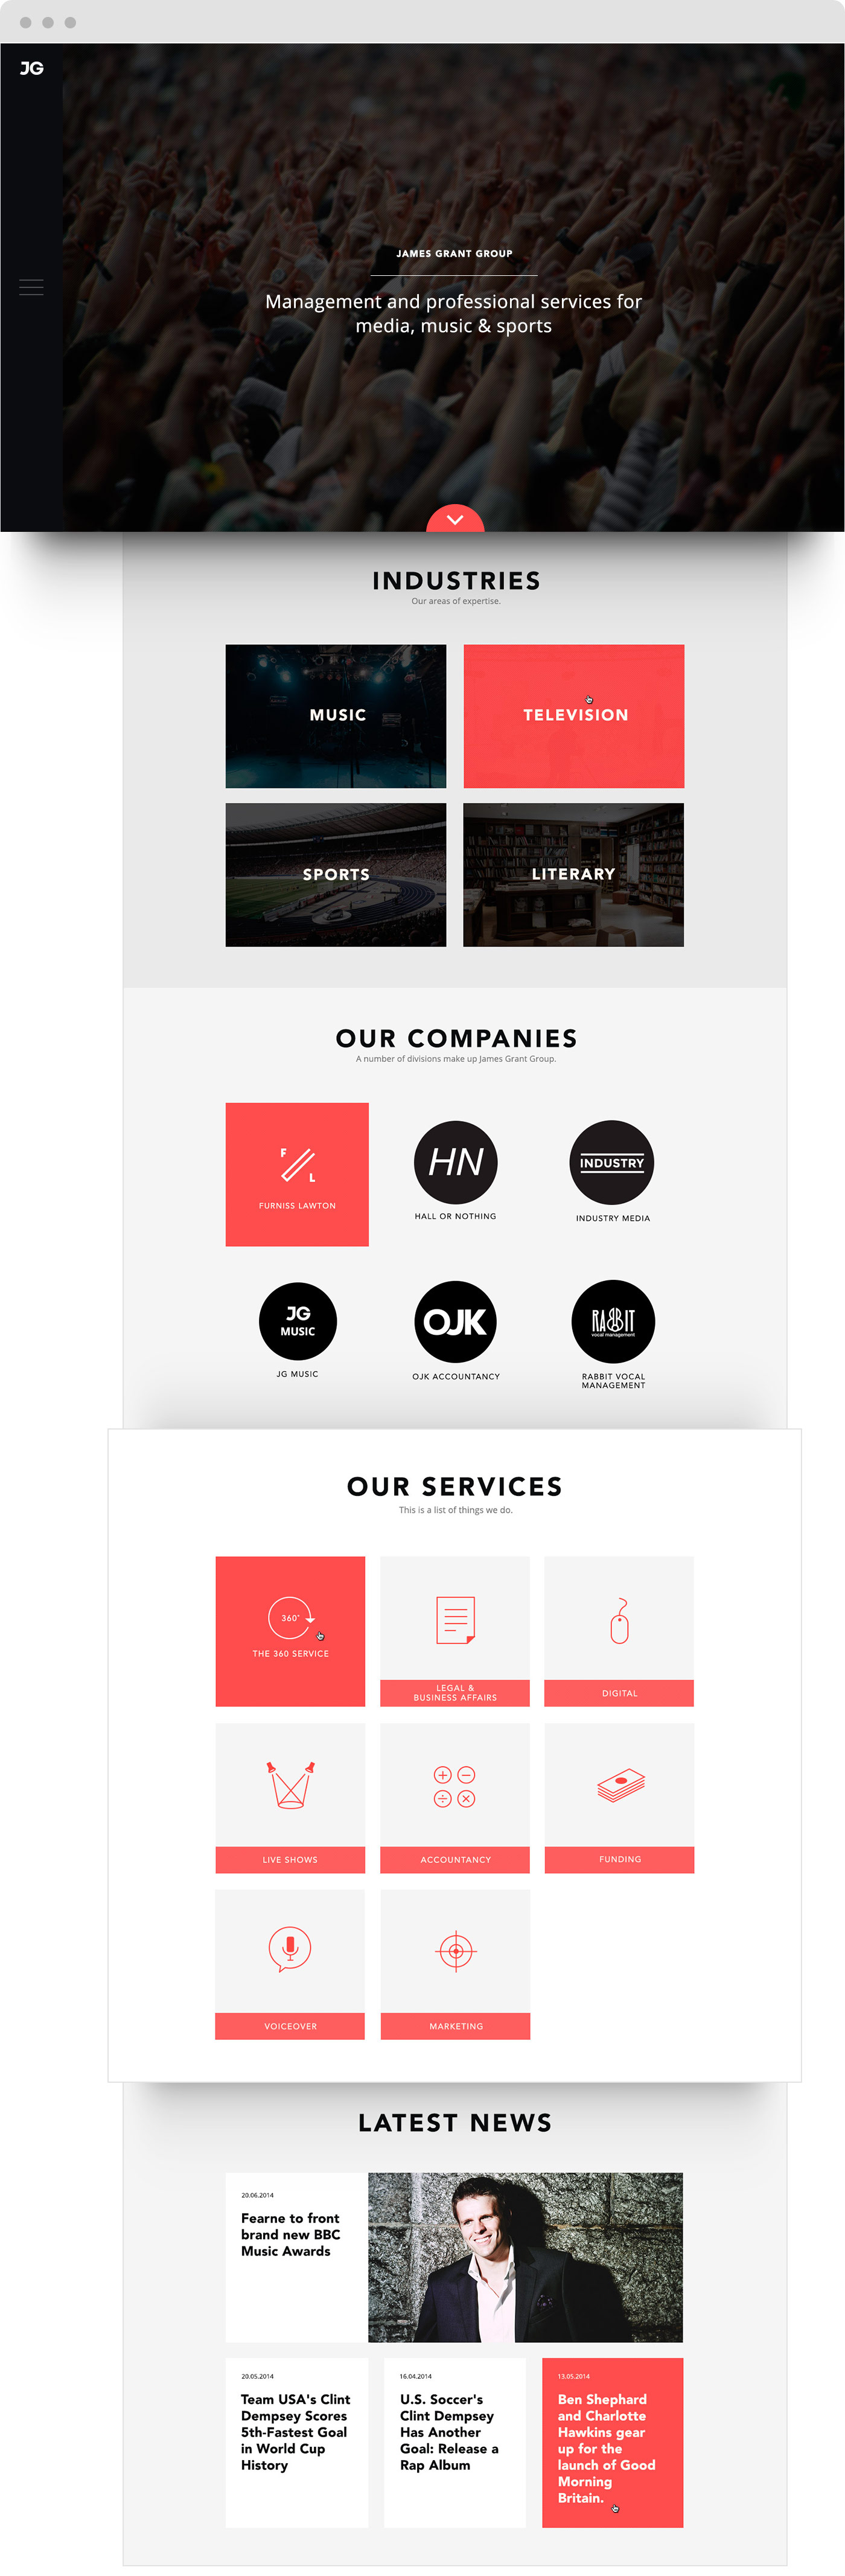 JG
JAMES GRANT GROUP
Management and professional services for
media, music & sports
INDUSTRIES
Our areas of expertise.
MUSIC
TELEVISION
SPORTS
LITERARY
OUR COMPANIES
A number of divisions make up James Grant Group.
F
L
FURNISS LAWTON
HN
HALL OR NOTHING
INDUSTRY
INDUSTRY MEDIA
JG
MUSIC
JG MUSIC
OJK
OJK ACCOUNTANCY
RABBIT
vocal management
RABBIT VOCAL
MANAGEMENT
OUR SERVICES
This is a list of things we do.
360°
THE 360 SERVICE
LEGAL &
BUSINESS AFFAIRS
DIGITAL
LIVE SHOWS
ACCOUNTANCY
FUNDING
VOICEOVER
MARKETING
LATEST NEWS
20.06.2014
Fearne to front
brand new BBC
Music Awards
20.05.2014
Team USA's Clint
Dempsey Scores
5th-Fastest Goal
in World Cup
History
16.04.2014
U.S. Soccer's
Clint Dempsey
Has Another
Goal: Release a
Rap Album
13.05.2014
Ben Shephard
and Charlotte
Hawkins gear
up for the
launch of Good
Morning
Britain.